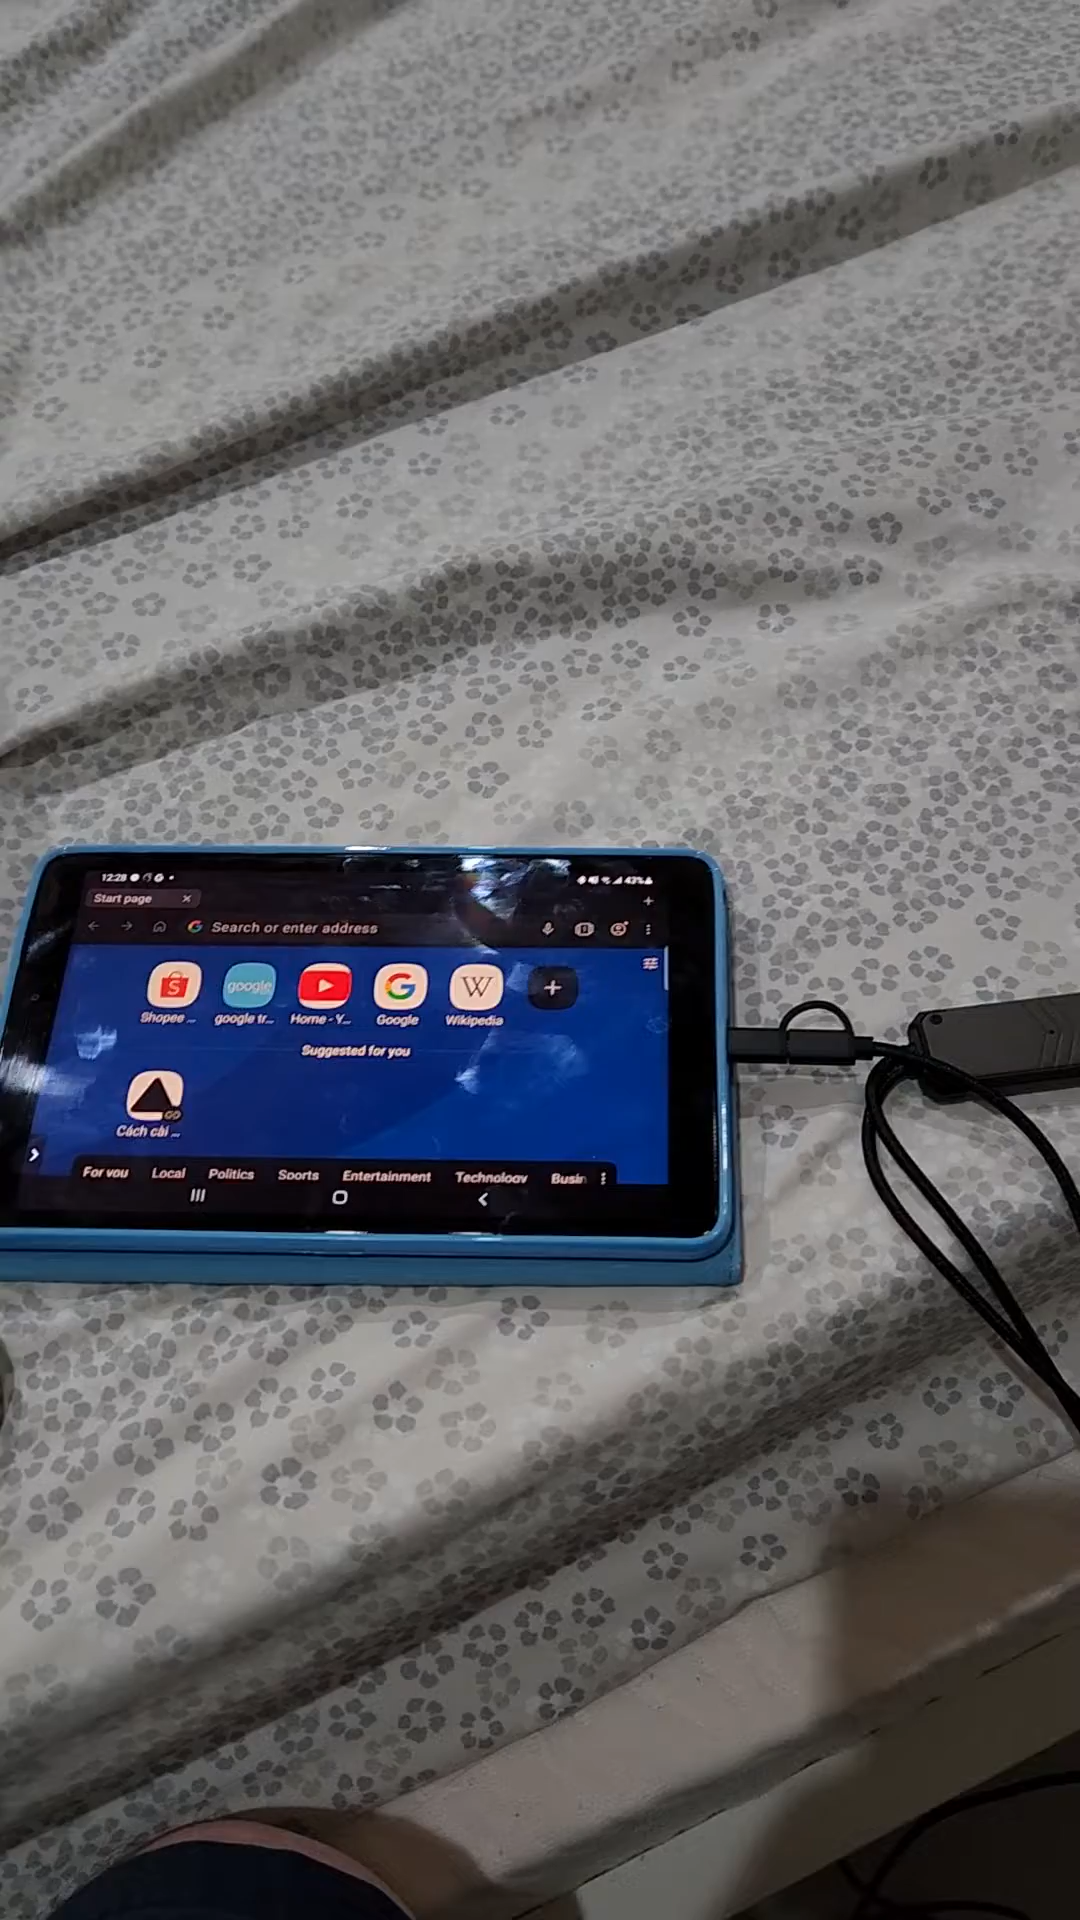 12:28
43%
Start page
Search or enter address
google
Shopee ...
google tr...
Home - Y...
Google
Wikipedia
Suggested for you
GO
Cách cài ...
For you Local Politics Sports Entertainment Technology Busin